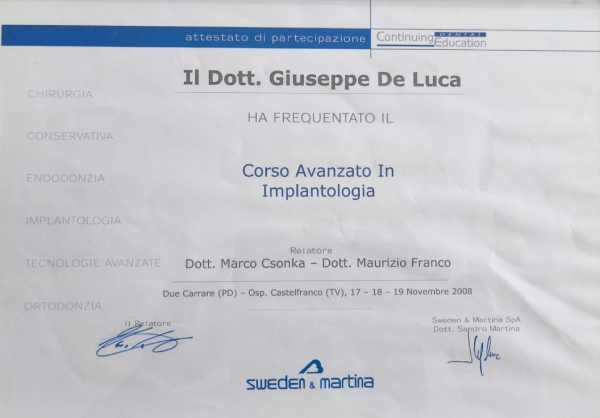 attestato di partecipazione
Continuing DENTAL Education
Il Dott. Giuseppe De Luca
HA FREQUENTATO IL
Corso Avanzato In
Implantologia
CHIRURGIA
CONSERVATIVA
ENDODONZIA
IMPLANTOLOGIA
TECNOLOGIE AVANZATE
ORTODONZIA
Relatore
Dott. Marco Csonka – Dott. Maurizio Franco
Due Carrare (PD) – Osp. Castelfranco (TV), 17 – 18 – 19 Novembre 2008
Il Relatore
Sweden & Martina SpA
Dott. Sandro Martina
sweden & martina